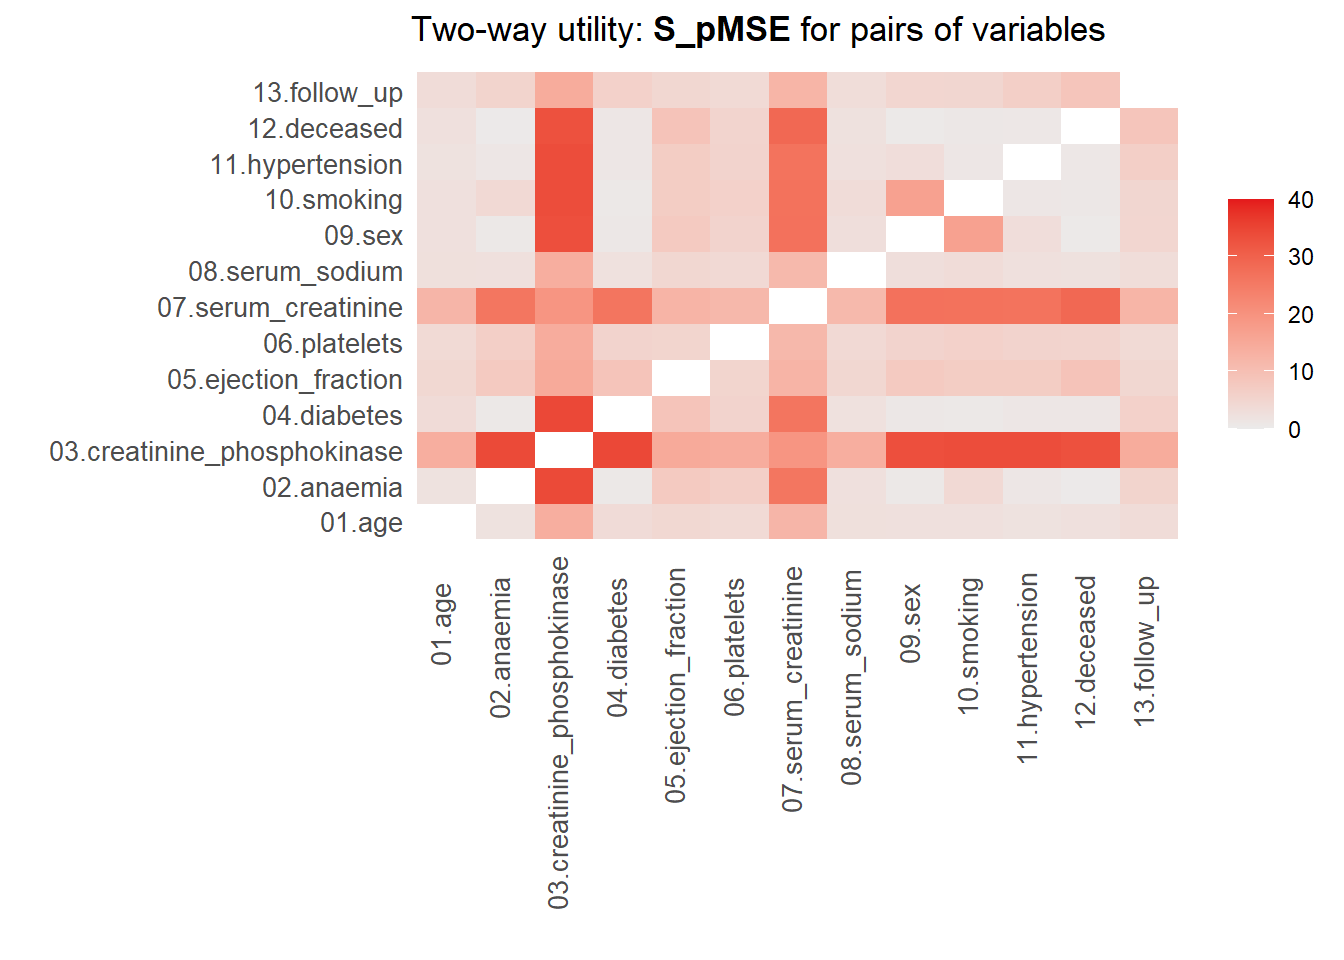 Two-way utility: S_pMSE for pairs of variables
13.follow_up
12.deceased
11.hypertension
10.smoking
09.sex
08.serum_sodium
07.serum_creatinine
06.platelets
05.ejection_fraction
04.diabetes
03.creatinine_phosphokinase
02.anaemia
01.age
01.age
02.anaemia
03.creatinine_phosphokinase
04.diabetes
05.ejection_fraction
06.platelets
07.serum_creatinine
08.serum_sodium
09.sex
10.smoking
11.hypertension
12.deceased
13.follow_up
40
30
20
10
0